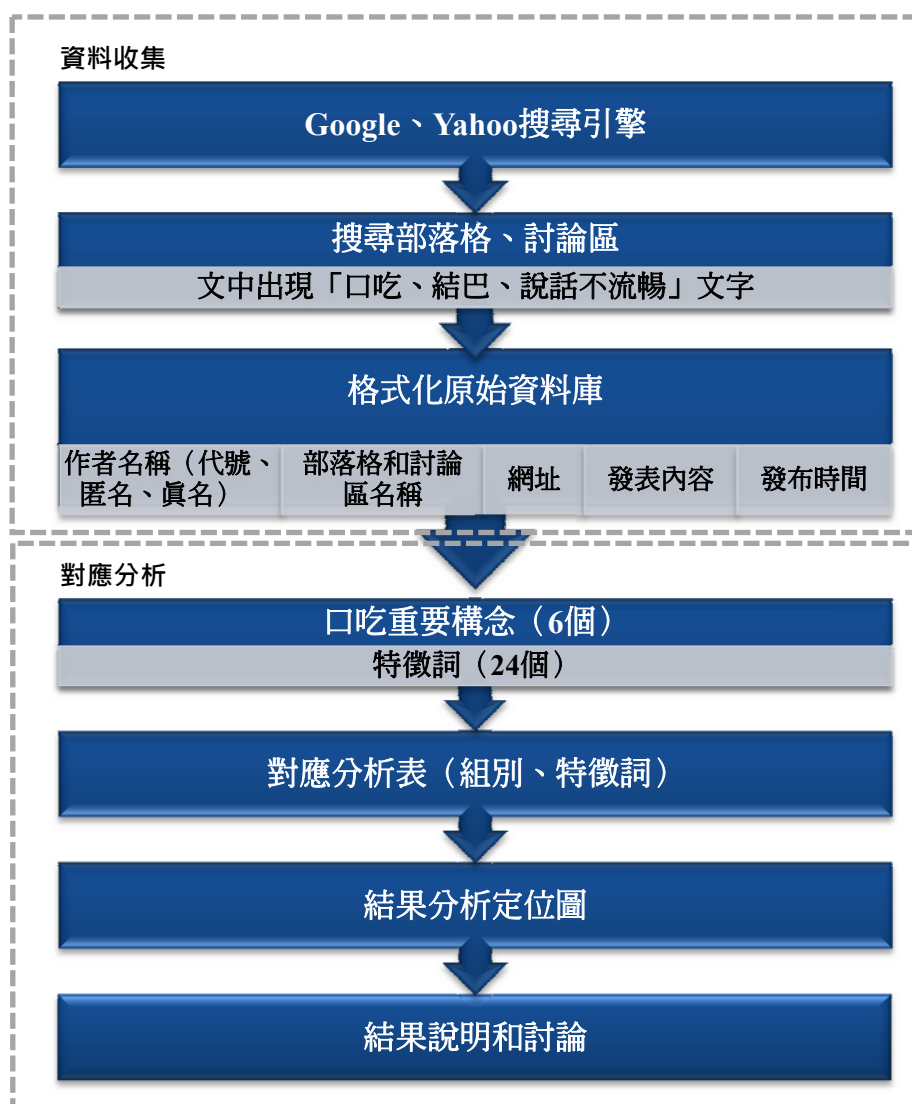 資料收集
Google、Yahoo搜尋引擎
搜尋部落格、討論區
文中出現「口吃、結巴、說話不流暢」文字
格式化原始資料庫
作者名稱（代號、
匿名、真名）
部落格和討論
區名稱
網址
發表內容
發布時間
對應分析
口吃重要構念（6個）
特徵詞（24個）
對應分析表（組別、特徵詞）
結果分析定位圖
結果說明和討論